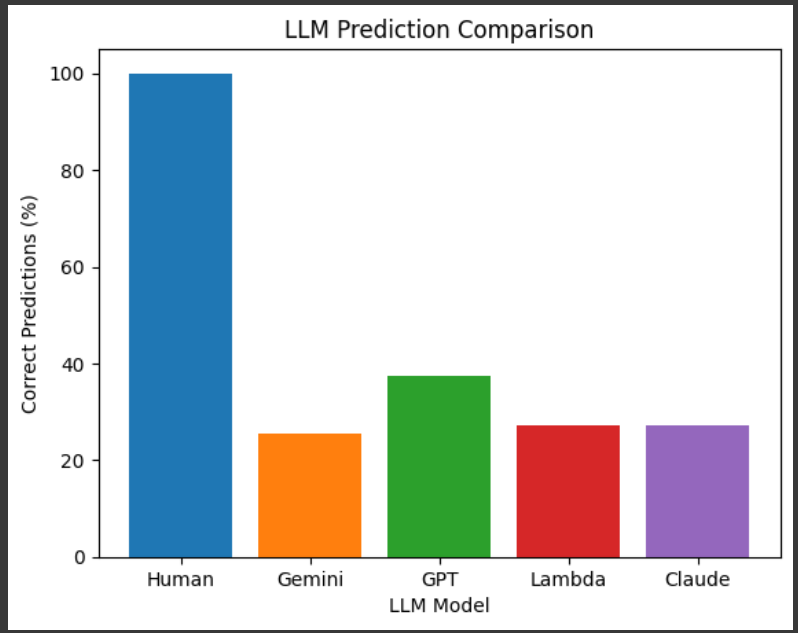 LLM Prediction Comparison
Correct Predictions (%)
100
80
60
40
20
0
Human Gemini GPT Lambda Claude
LLM Model